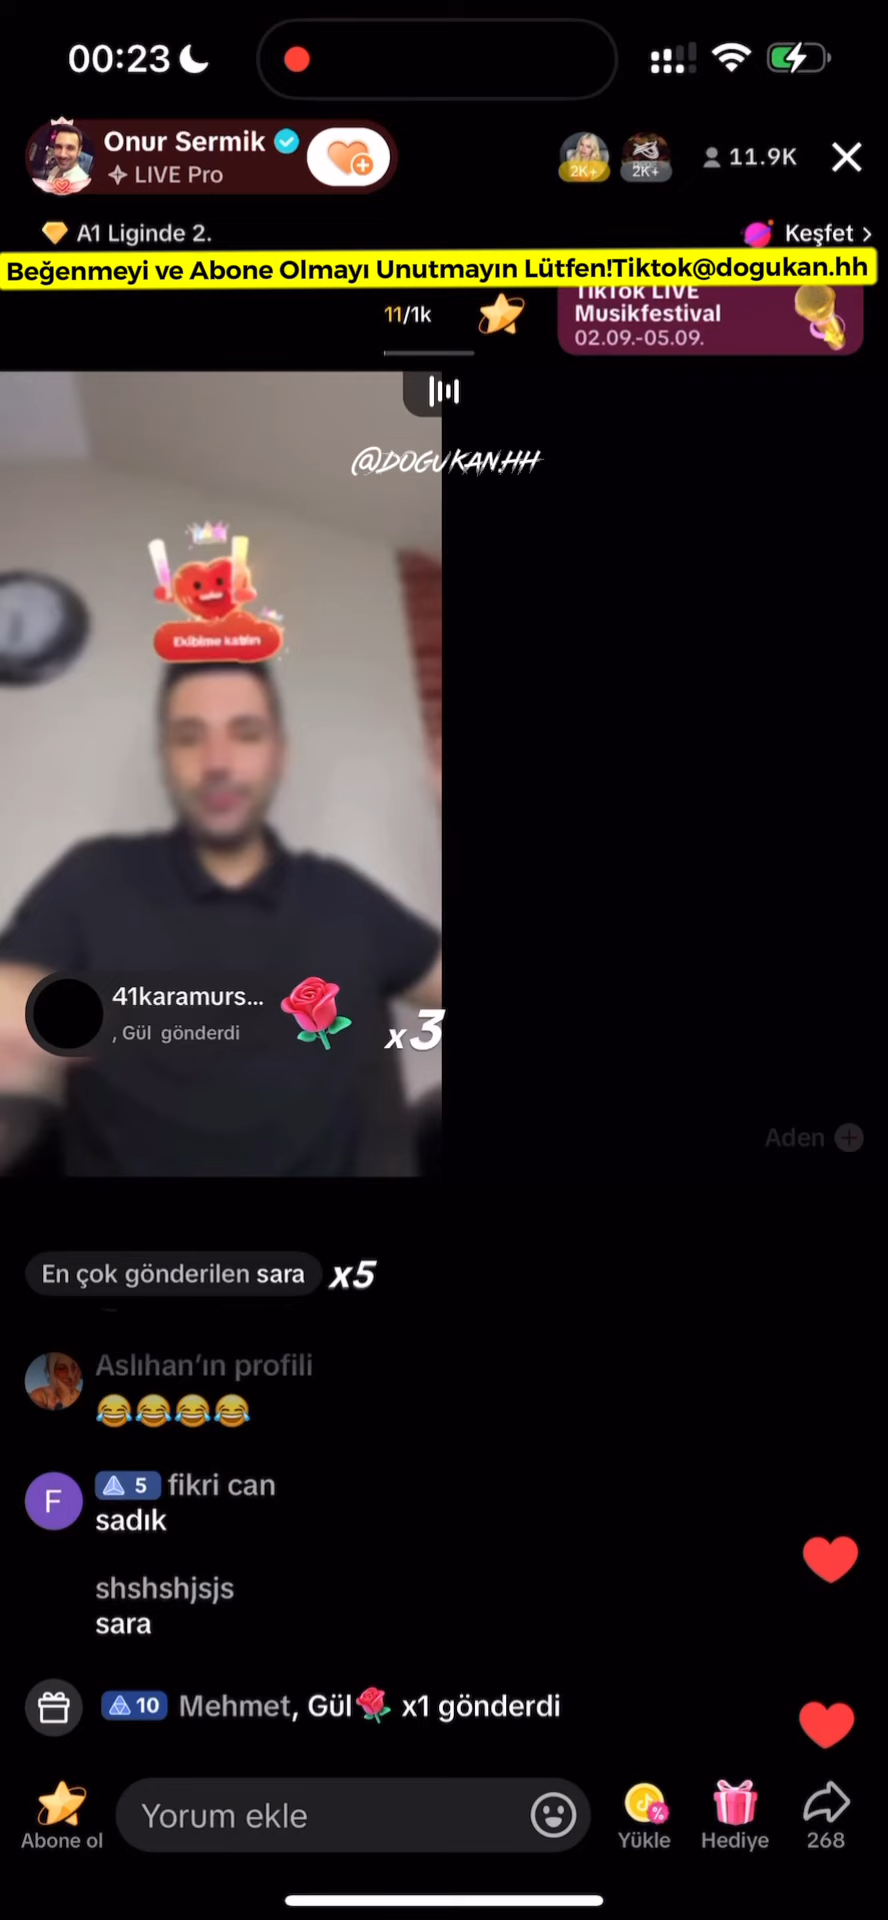 00:23
Onur Sermik
LIVE Pro
2K+
2K+
11.9K
A1 Liginde 2.
Keşfet >
Beğenmeyi ve Abone Olmayı Unutmayın Lütfen!Tiktok@dogukan.hh
11/1k
TikTok LIVE
Musikfestival
02.09.-05.09.
@DOGUKAN.HH
Ekibime katılın
41karamurs...
, Gül gönderdi
x3
Aden
En çok gönderilen sara x5
Aslıhan’ın profili
😂😂😂😂
F
5 fikri can
sadık
shshshjsjs
sara
10 Mehmet, Gül🌹 x1 gönderdi
Abone ol
Yorum ekle
Yükle
Hediye
268